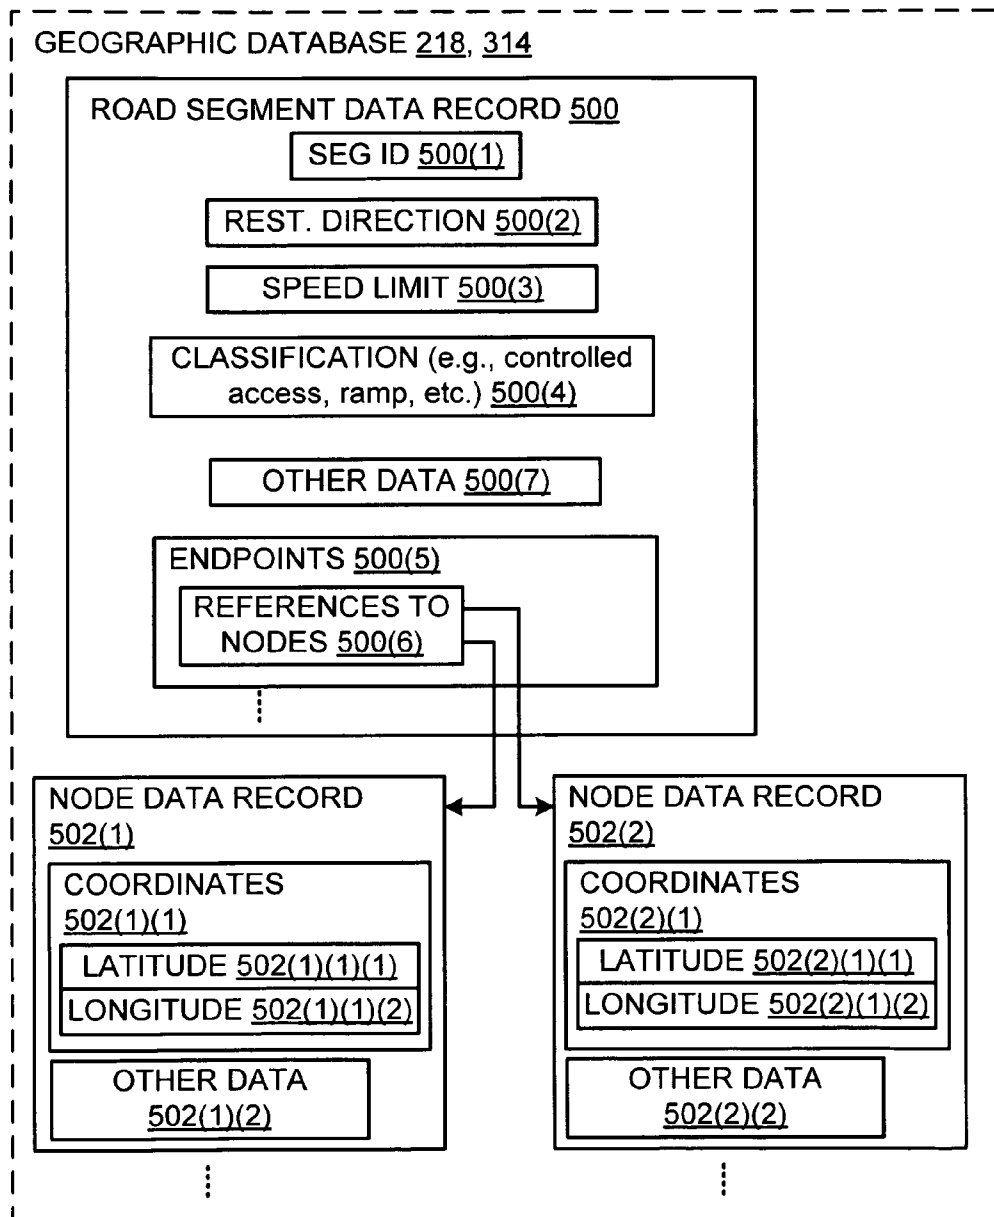 GEOGRAPHIC DATABASE 218, 314
ROAD SEGMENT DATA RECORD 500
SEG ID 500(1)
REST. DIRECTION 500(2)
SPEED LIMIT 500(3)
CLASSIFICATION (e.g., controlled
access, ramp, etc.) 500(4)
OTHER DATA 500(7)
ENDPOINTS 500(5)
REFERENCES TO
NODES 500(6)
NODE DATA RECORD
502(1)
COORDINATES
502(1)(1)
LATITUDE 502(1)(1)(1)
LONGITUDE 502(1)(1)(2)
OTHER DATA
502(1)(2)
NODE DATA RECORD
502(2)
COORDINATES
502(2)(1)
LATITUDE 502(2)(1)(1)
LONGITUDE 502(2)(1)(2)
OTHER DATA
502(2)(2)